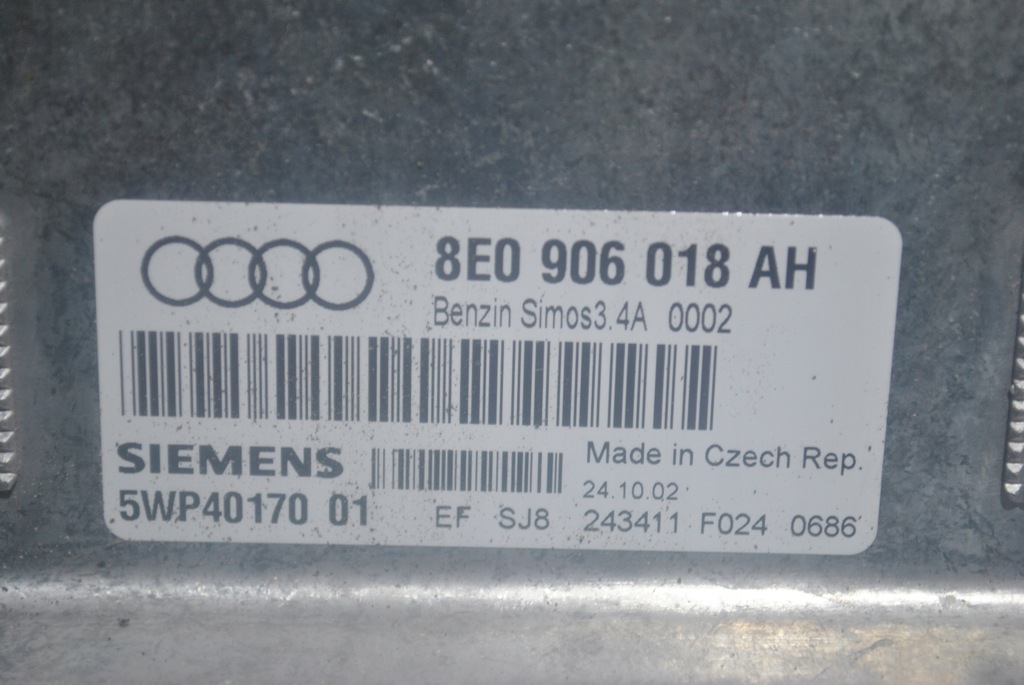 8E0 906 018 AH
Benzin Simos3.4A 0002
SIEMENS
5WP40170 01
Made in Czech Rep.
24.10.02
EF SJ8 243411 F024 0686